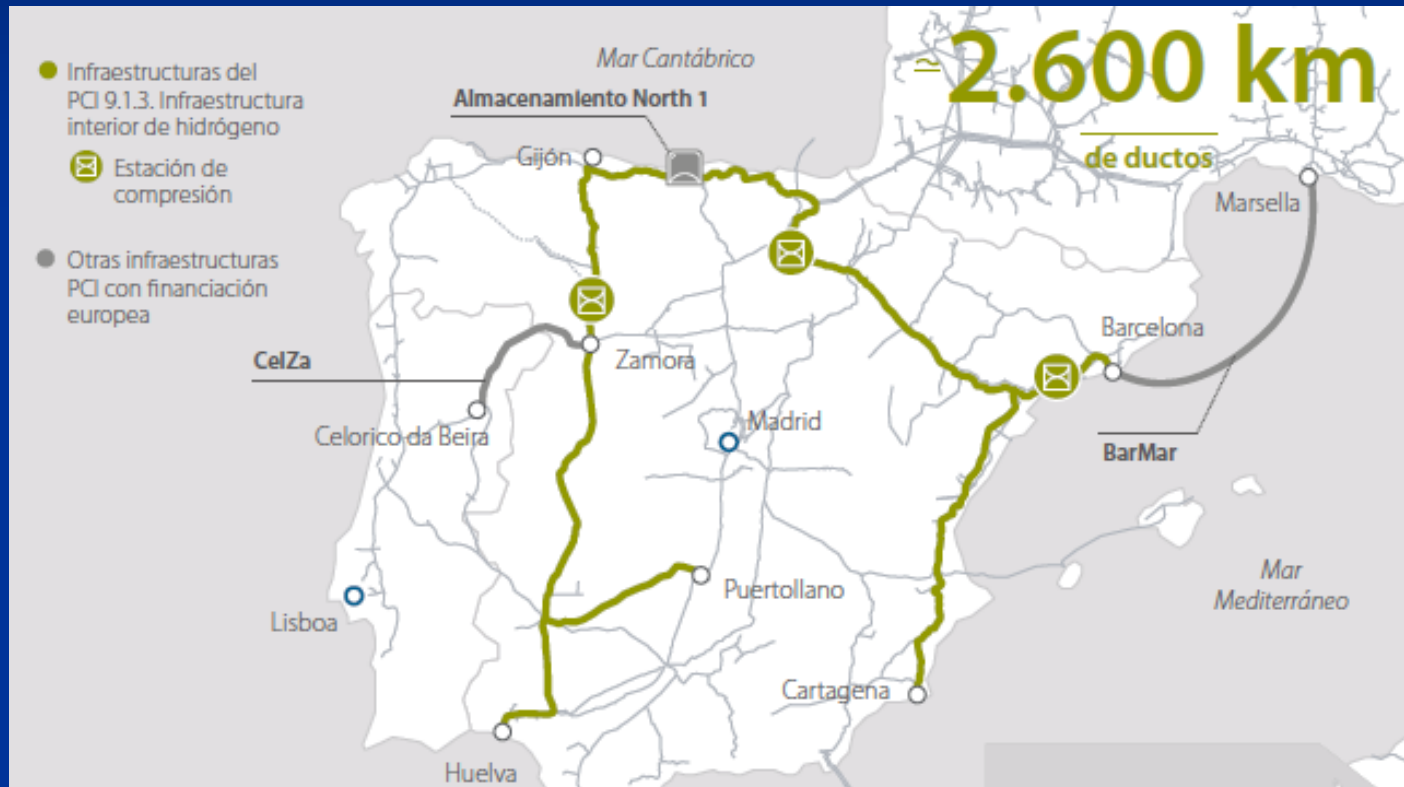 Infraestructuras del
PCI 9.1.3. Infraestructura
interior de hidrógeno
Estación de
compresión
Otras infraestructuras
PCI con financiación
europea
Mar Cantábrico
≃ 2.600 km
de ductos
Almacenamiento North 1
Gijón
Marsella
Barcelona
CelZa
Zamora
Celorico da Beira
Madrid
BarMar
Puertollano
Mar
Mediterráneo
Lisboa
Cartagena
Huelva